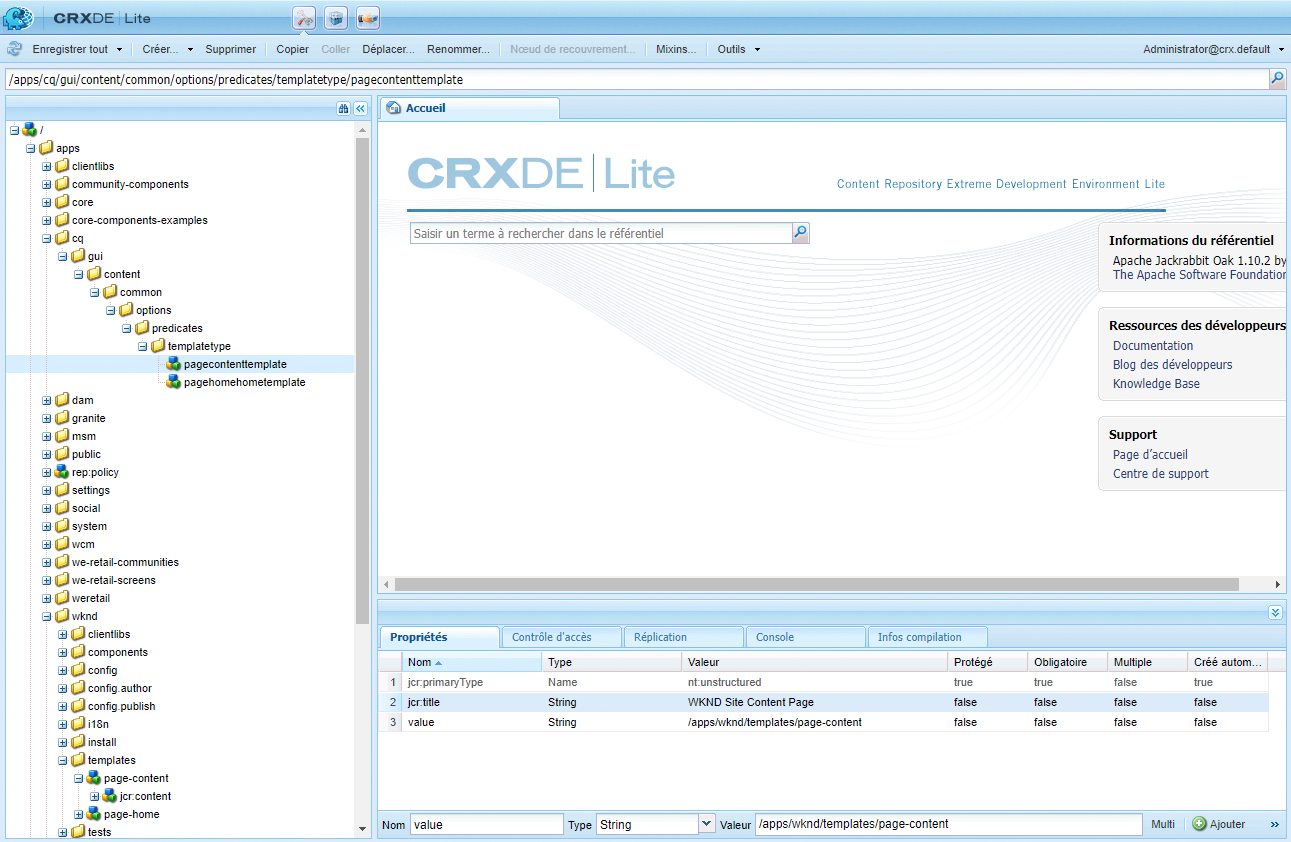 CRXDE | Lite
Enregistrer tout Créer... Supprimer Copier Coller Déplacer... Renommer... Nœud de recouvrement... Mixins... Outils Administrator@crx.default
/apps/cq/gui/content/common/options/predicates/templatetype/pagecontenttemplate
/
apps
clientlibs
community-components
core
core-components-examples
cq
gui
content
common
options
predicates
templatetype
pagecontenttemplate
pagehomehometemplate
dam
granite
msm
public
rep:policy
settings
social
system
wcm
we-retail-communities
we-retail-screens
weretail
wknd
clientlibs
components
config
config.author
config.publish
i18n
install
templates
page-content
jcr:content
page-home
tests
Accueil
CRXDE | Lite
Content Repository Extreme Development Environment Lite
Saisir un terme à rechercher dans le référentiel
Informations du référentiel
Apache Jackrabbit Oak 1.10.2 by
The Apache Software Foundation
Ressources des développeurs
Documentation
Blog des développeurs
Knowledge Base
Support
Page d’accueil
Centre de support
Propriétés Contrôle d'accès Réplication Console Infos compilation
Nom Type Valeur Protégé Obligatoire Multiple Créé autom...
1 jcr:primaryType Name nt:unstructured true true false true
2 jcr:title String WKND Site Content Page false false false false
3 value String /apps/wknd/templates/page-content false false false false
Nom value Type String Valeur /apps/wknd/templates/page-content Multi Ajouter »